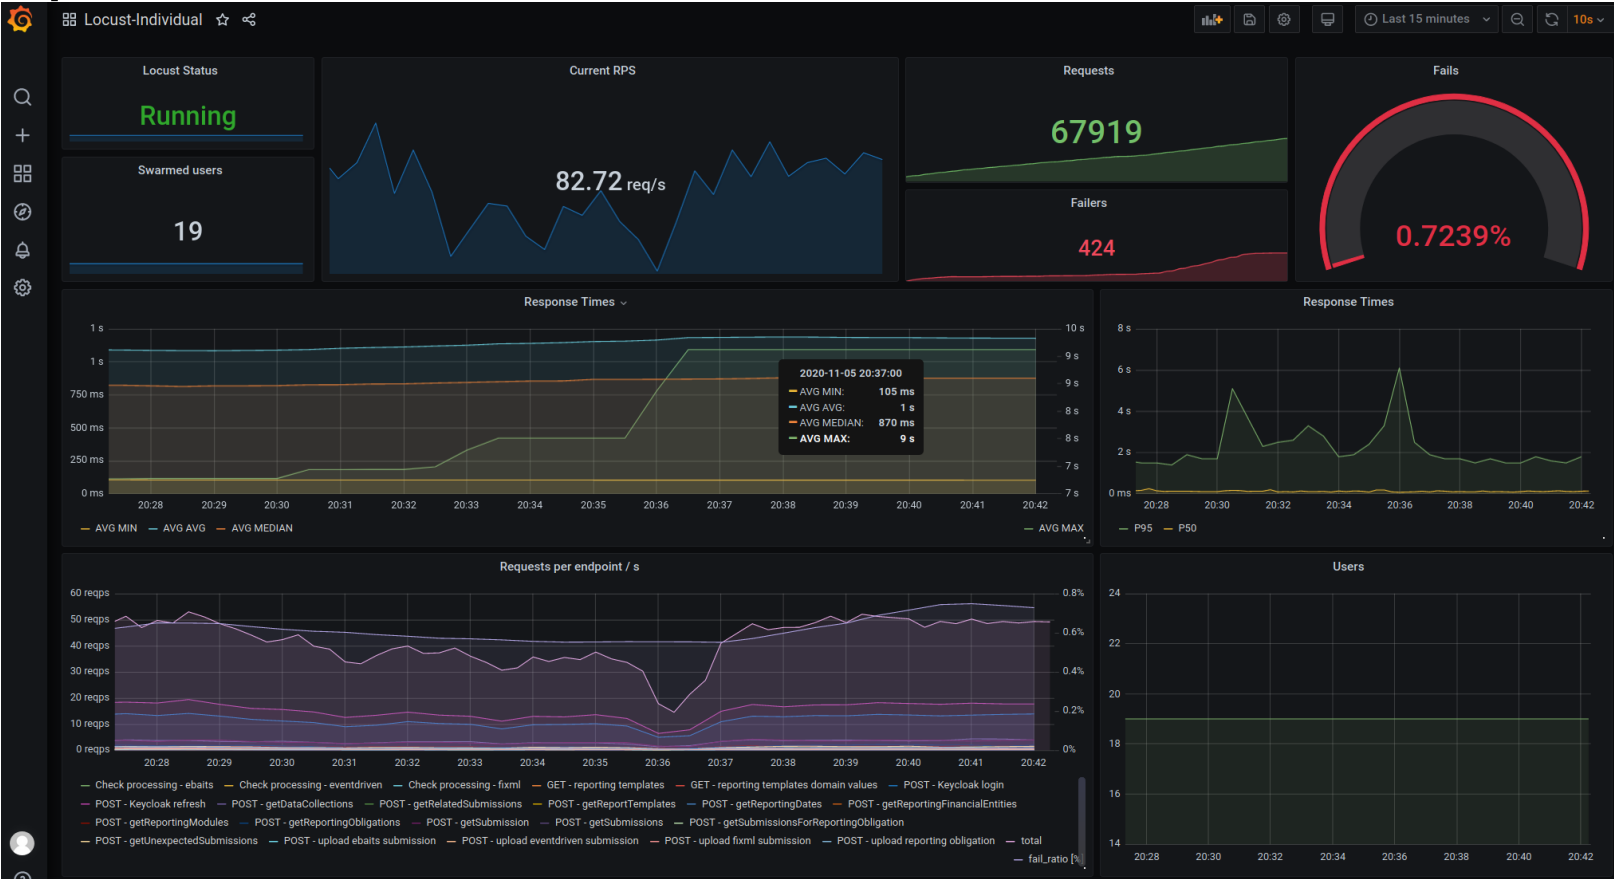 Locust-Individual
Last 15 minutes
10s
Locust Status
Running
Swarmed users
19
Current RPS
82.72 req/s
Requests
67919
Failers
424
Fails
0.7239%
Response Times
1 s
1 s
750 ms
500 ms
250 ms
0 ms
10 s
9 s
9 s
8 s
8 s
7 s
7 s
20:28 20:29 20:30 20:31 20:32 20:33 20:34 20:35 20:36 20:37 20:38 20:39 20:40 20:41 20:42
2020-11-05 20:37:00
AVG MIN: 105 ms
AVG AVG: 1 s
AVG MEDIAN: 870 ms
AVG MAX: 9 s
AVG MIN AVG AVG AVG MEDIAN AVG MAX
Response Times
8 s
6 s
4 s
2 s
0 ms
20:28 20:30 20:32 20:34 20:36 20:38 20:40 20:42
P95 P50
Requests per endpoint / s
60 reqps
50 reqps
40 reqps
30 reqps
20 reqps
10 reqps
0 reqps
0.8%
0.6%
0.4%
0.2%
0%
20:28 20:29 20:30 20:31 20:32 20:33 20:34 20:35 20:36 20:37 20:38 20:39 20:40 20:41 20:42
Check processing - ebaits Check processing - eventdriven Check processing - fixml GET - reporting templates GET - reporting templates domain values POST - Keycloak login
POST - Keycloak refresh POST - getDataCollections POST - getRelatedSubmissions POST - getReportTemplates POST - getReportingDates POST - getReportingFinancialEntities
POST - getReportingModules POST - getReportingObligations POST - getSubmission POST - getSubmissions POST - getSubmissionsForReportingObligation
POST - getUnexpectedSubmissions POST - upload ebaits submission POST - upload eventdriven submission POST - upload fixml submission POST - upload reporting obligation total
fail_ratio [%
Users
24
22
20
18
16
14
20:28 20:30 20:32 20:34 20:36 20:38 20:40 20:42